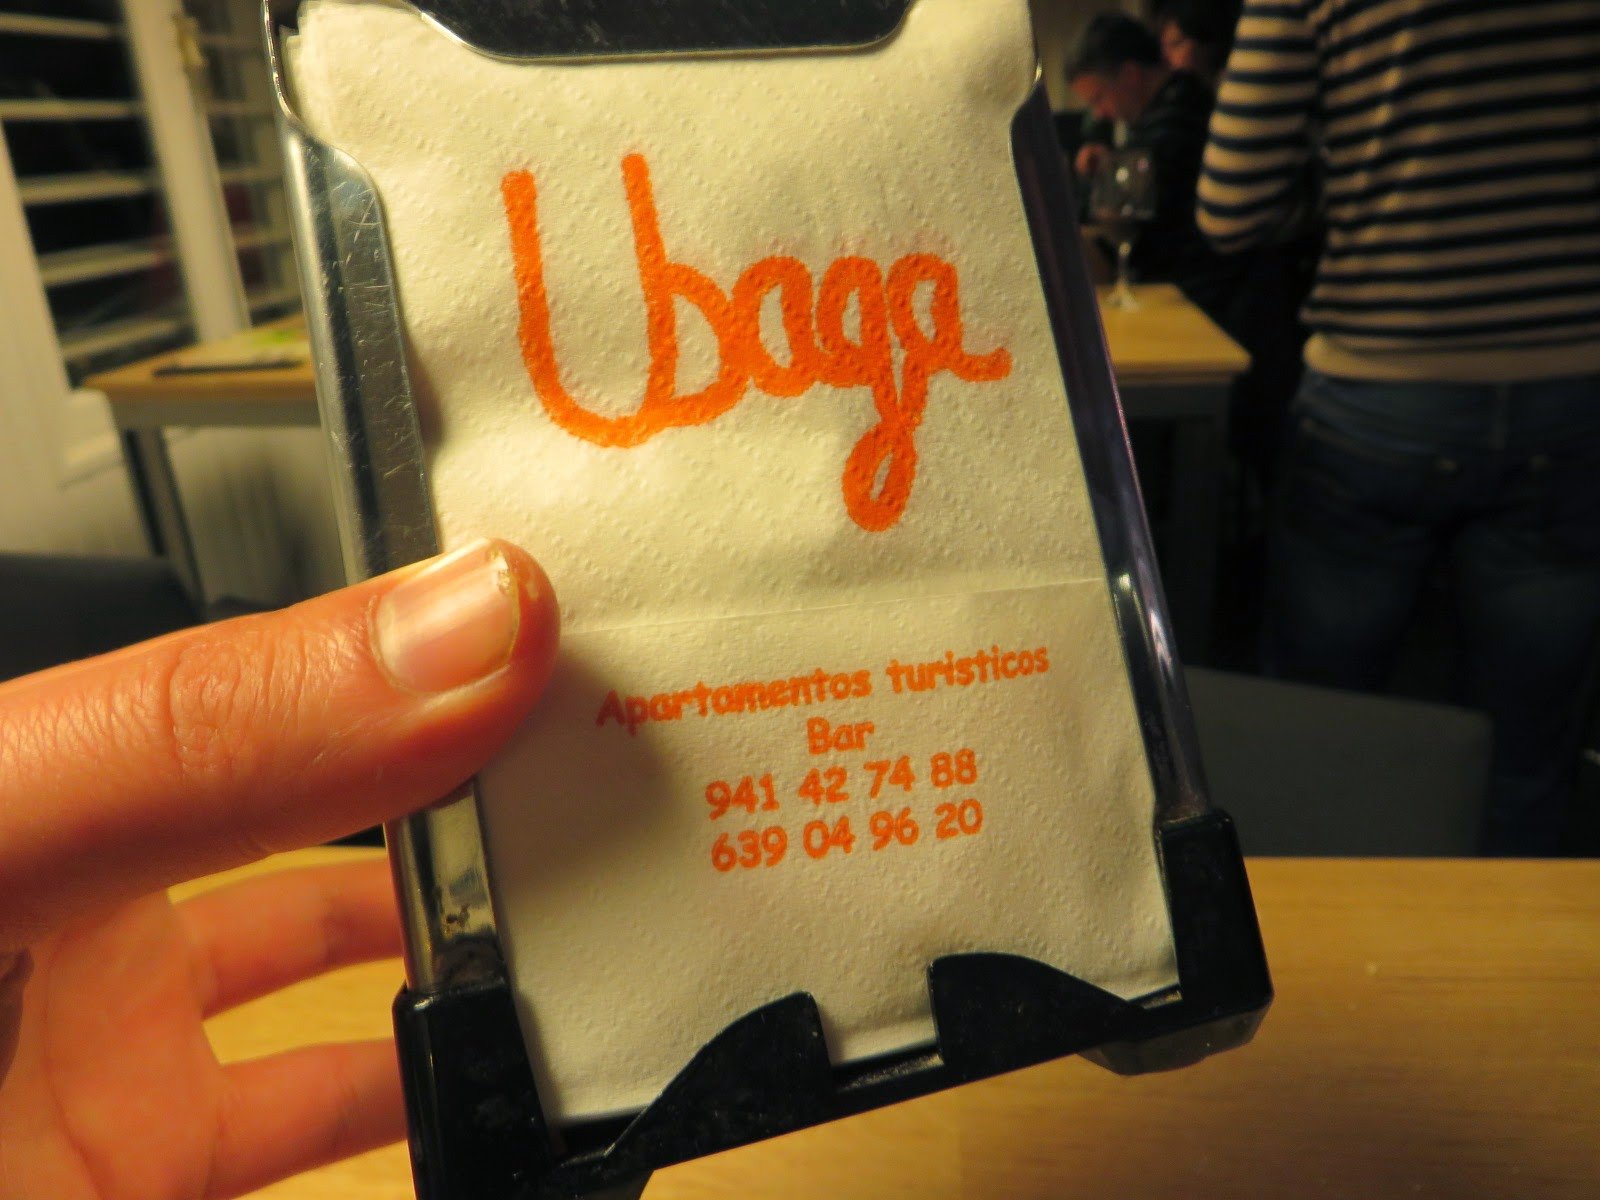 Ubaga
Apartamentos turisticos
Bar
941 42 74 88
639 04 96 20